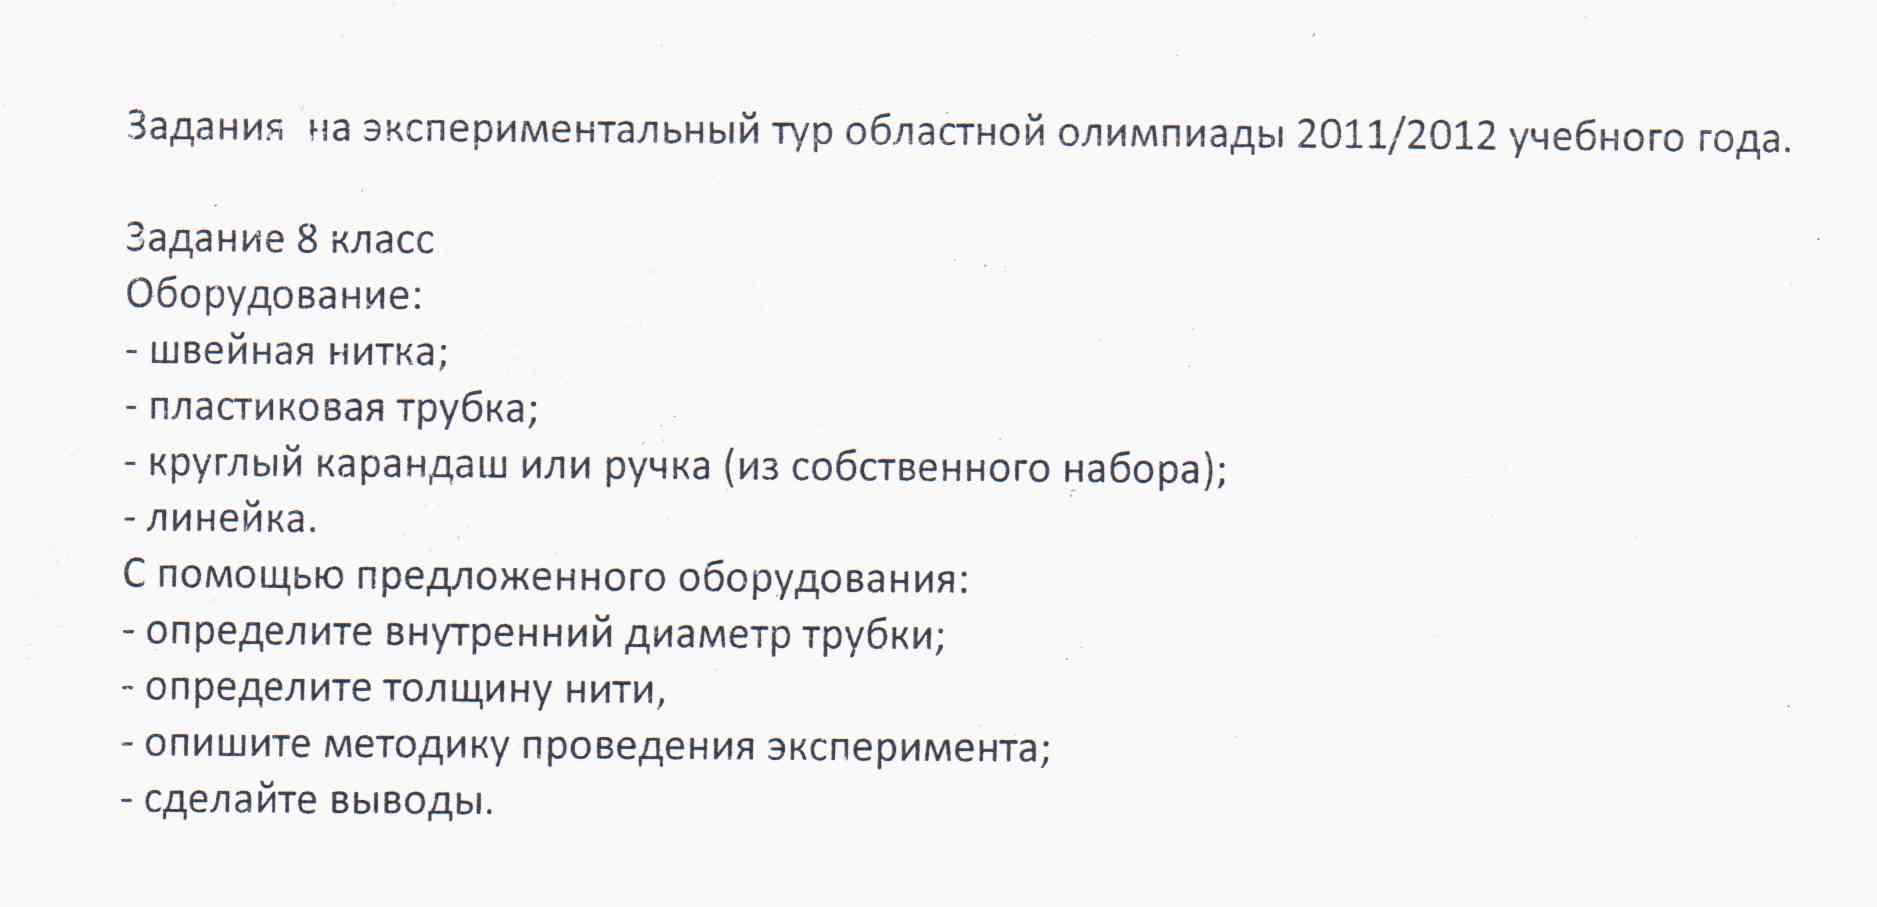 Задания на экспериментальный тур областной олимпиады 2011/2012 учебного года.
Задание 8 класс
Оборудование:
- швейная нитка;
- пластиковая трубка;
- круглый карандаш или ручка (из собственного набора);
- линейка.
С помощью предложенного оборудования:
- определите внутренний диаметр трубки;
- определите толщину нити,
- опишите методику проведения эксперимента;
- сделайте выводы.